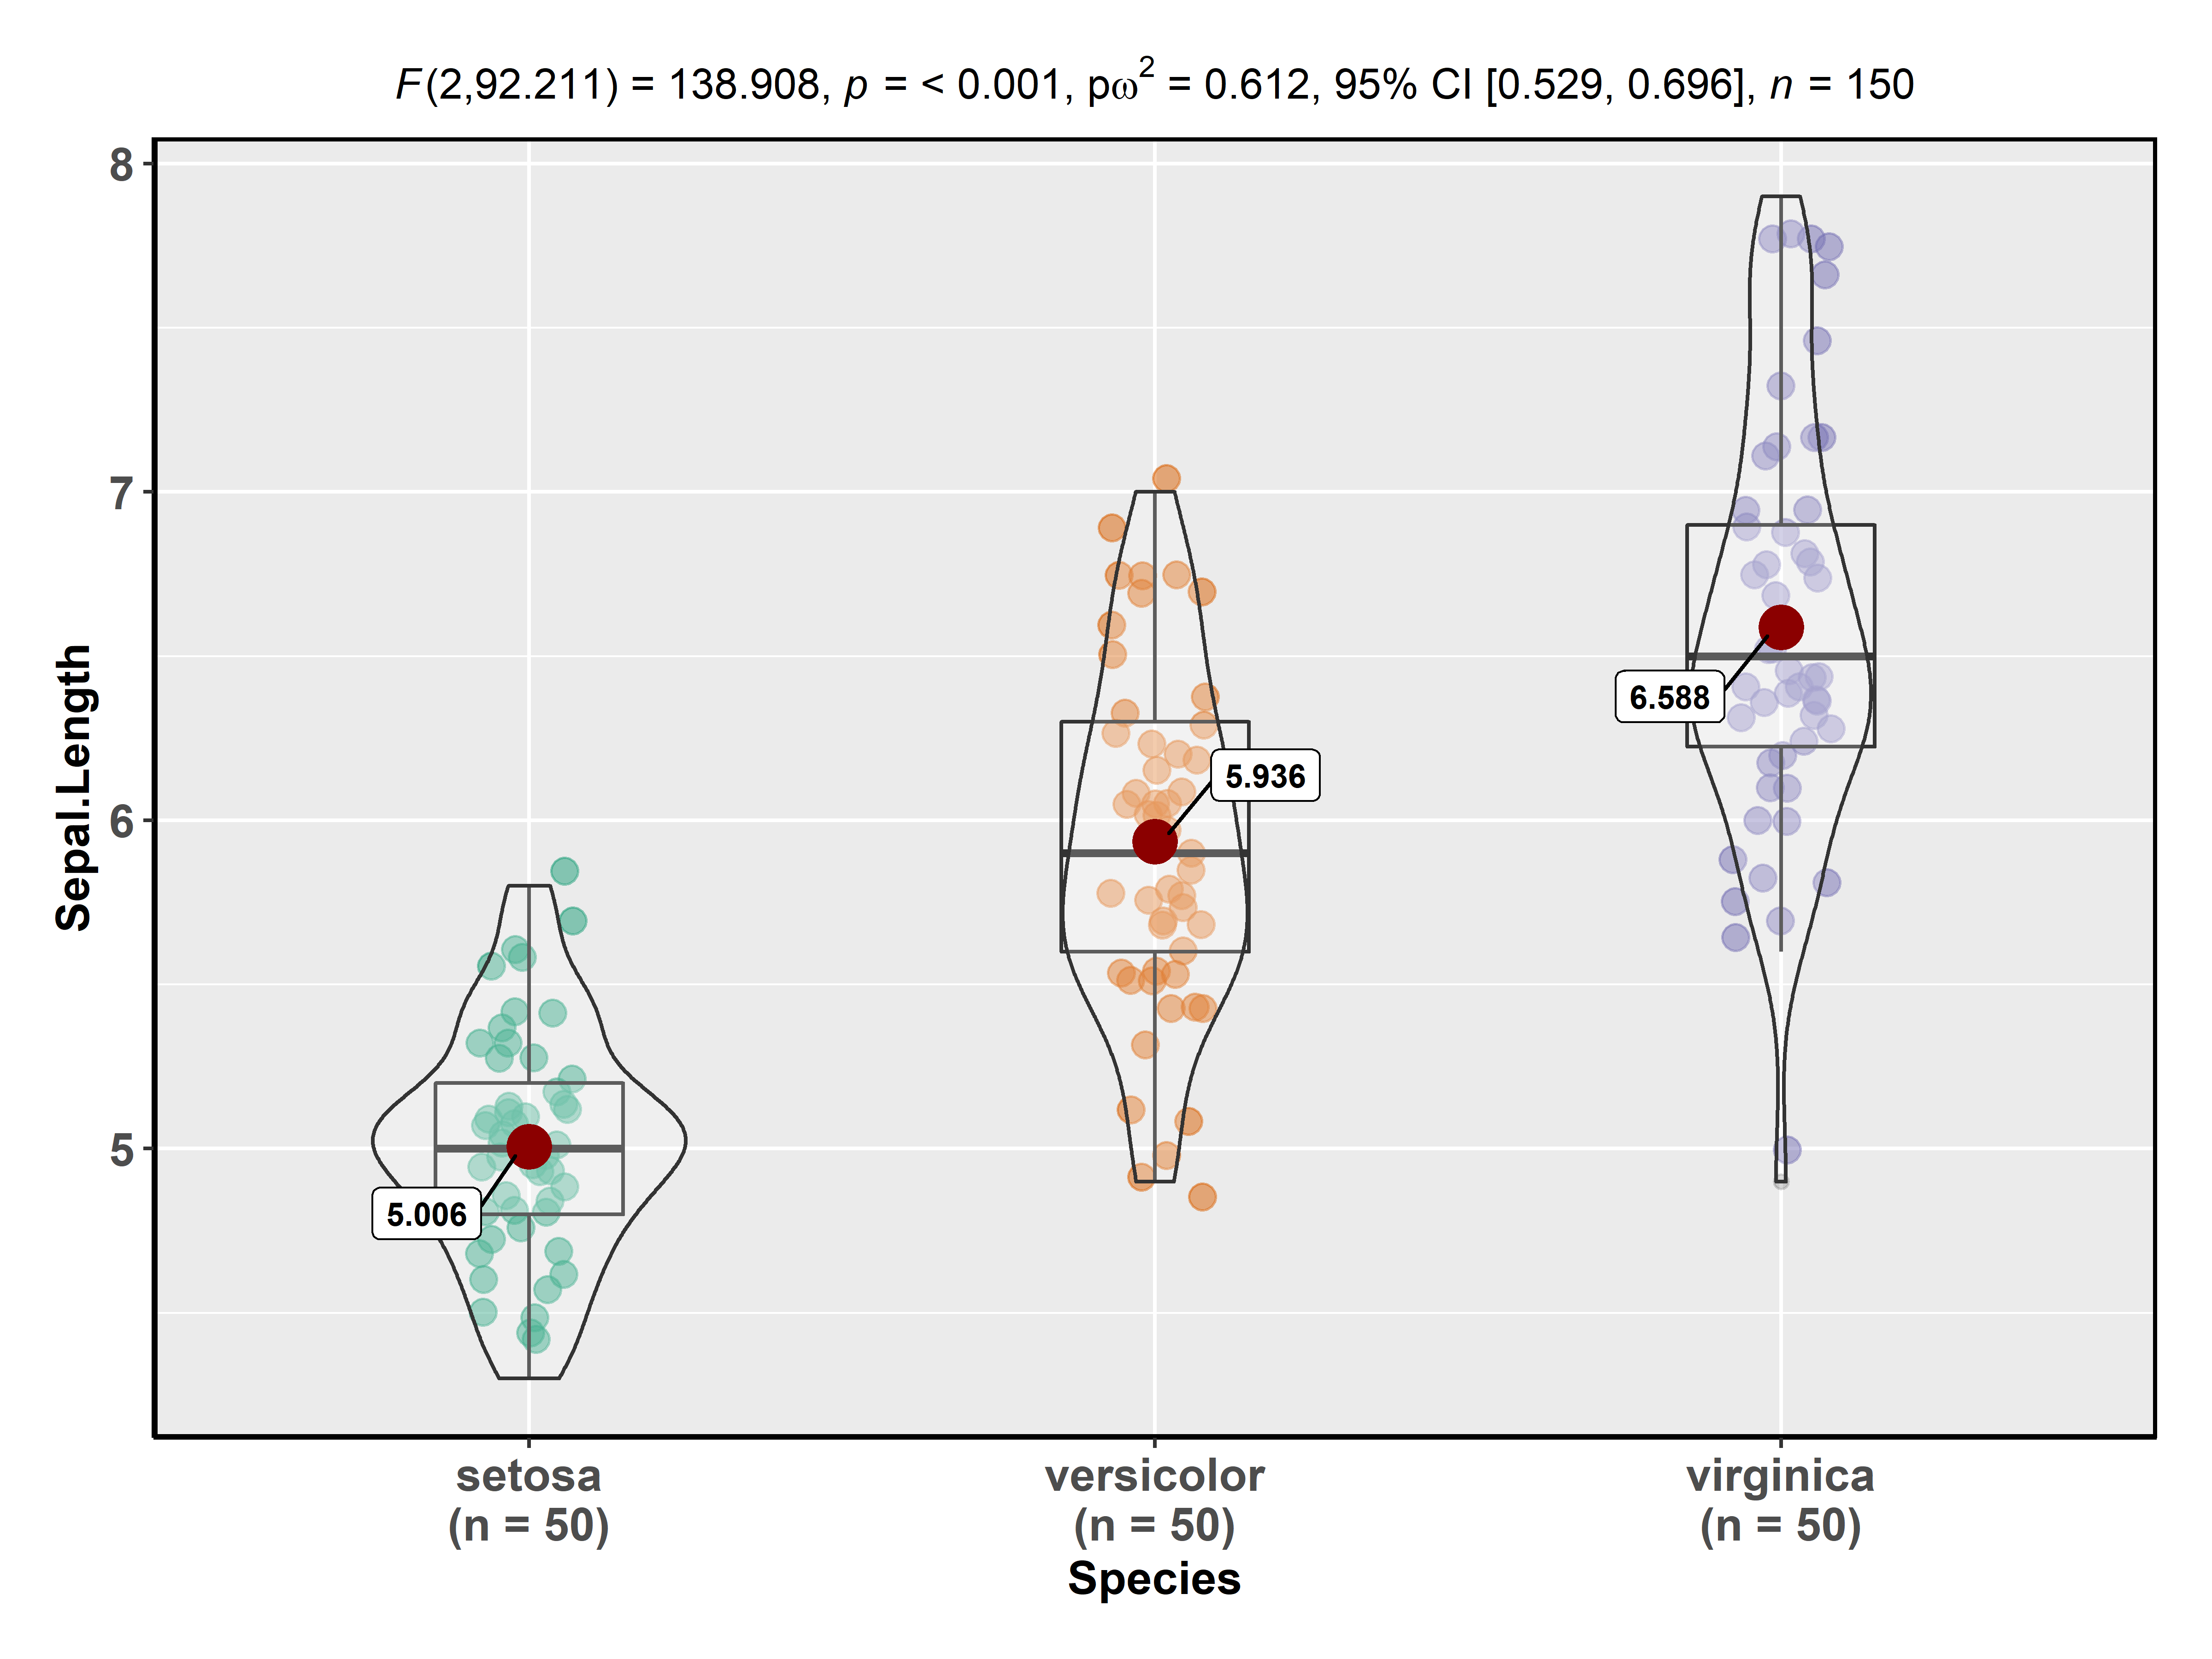 F(2,92.211) = 138.908, p = < 0.001, pω² = 0.612, 95% CI [0.529, 0.696], n = 150
8
7
6
5
Sepal.Length
6.588
5.936
5.006
setosa
(n = 50)
versicolor
(n = 50)
virginica
(n = 50)
Species